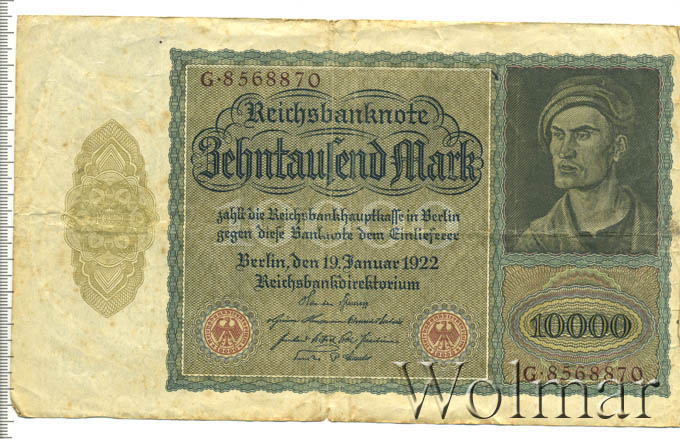 G·8568870
Reichsbanknote
Zehntausend Mark
zahlt die Reichsbankhauptkasse in Berlin
gegen diese Banknote dem Einlieferer
Berlin, den 19. Januar 1922
Reichsbankdirektorium
10000
G·8568870
Wolmar